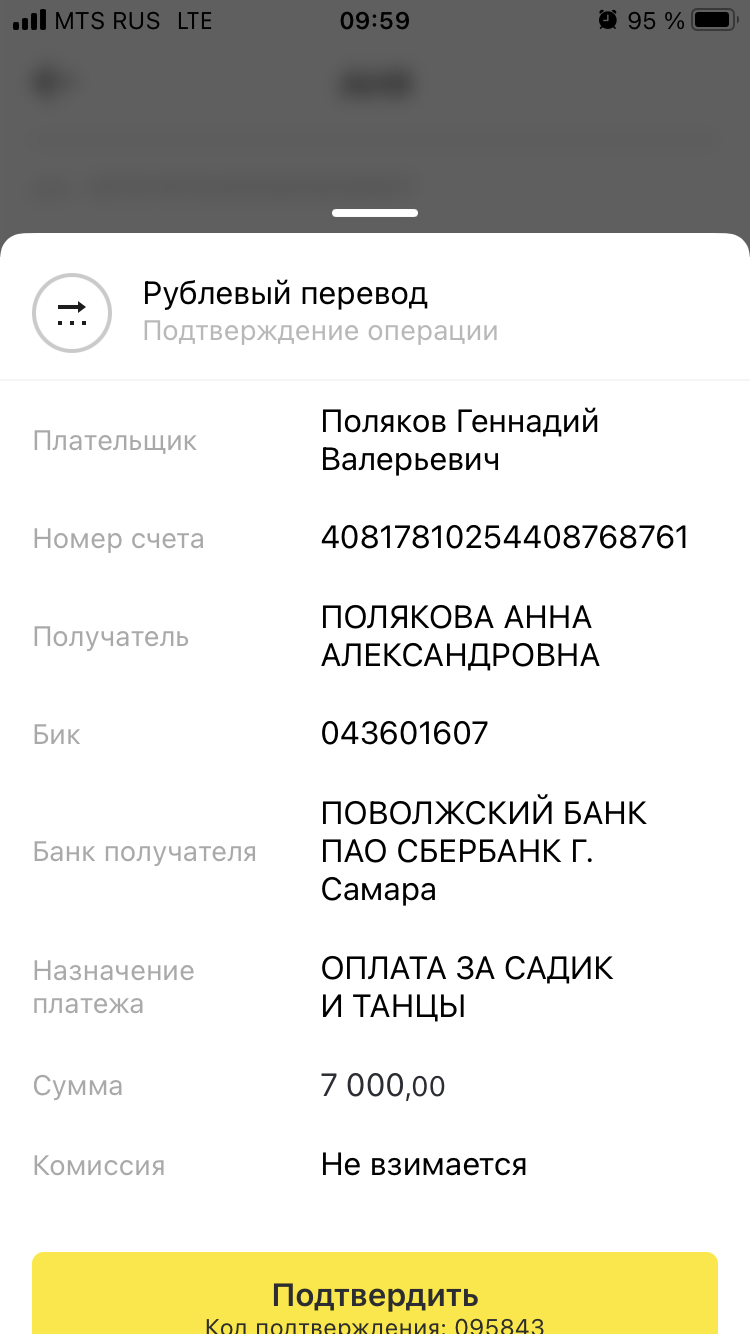 MTS RUS LTE 09:59 95 %
Рублевый перевод
Подтверждение операции
Плательщик
Поляков Геннадий
Валерьевич
Номер счета
40817810254408768761
Получатель
ПОЛЯКОВА АННА
АЛЕКСАНДРОВНА
Бик
043601607
Банк получателя
ПОВОЛЖСКИЙ БАНК
ПАО СБЕРБАНК Г.
Самара
Назначение
платежа
ОПЛАТА ЗА САДИК
И ТАНЦЫ
Сумма
7 000,00
Комиссия
Не взимается
Подтвердить
Код подтверждения: 095843